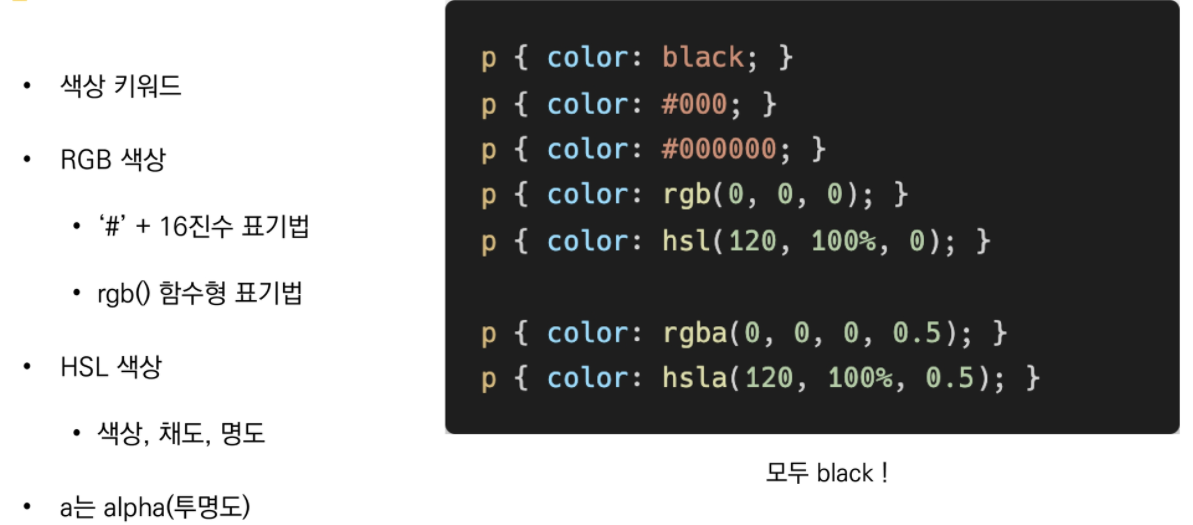 • 색상 키워드
• RGB 색상
• ‘#’ + 16진수 표기법
• rgb() 함수형 표기법
• HSL 색상
• 색상, 채도, 명도
• a는 alpha(투명도)
p { color: black; }
p { color: #000; }
p { color: #000000; }
p { color: rgb(0, 0, 0); }
p { color: hsl(120, 100%, 0); }
p { color: rgba(0, 0, 0, 0.5); }
p { color: hsla(120, 100%, 0.5); }
모두 black !